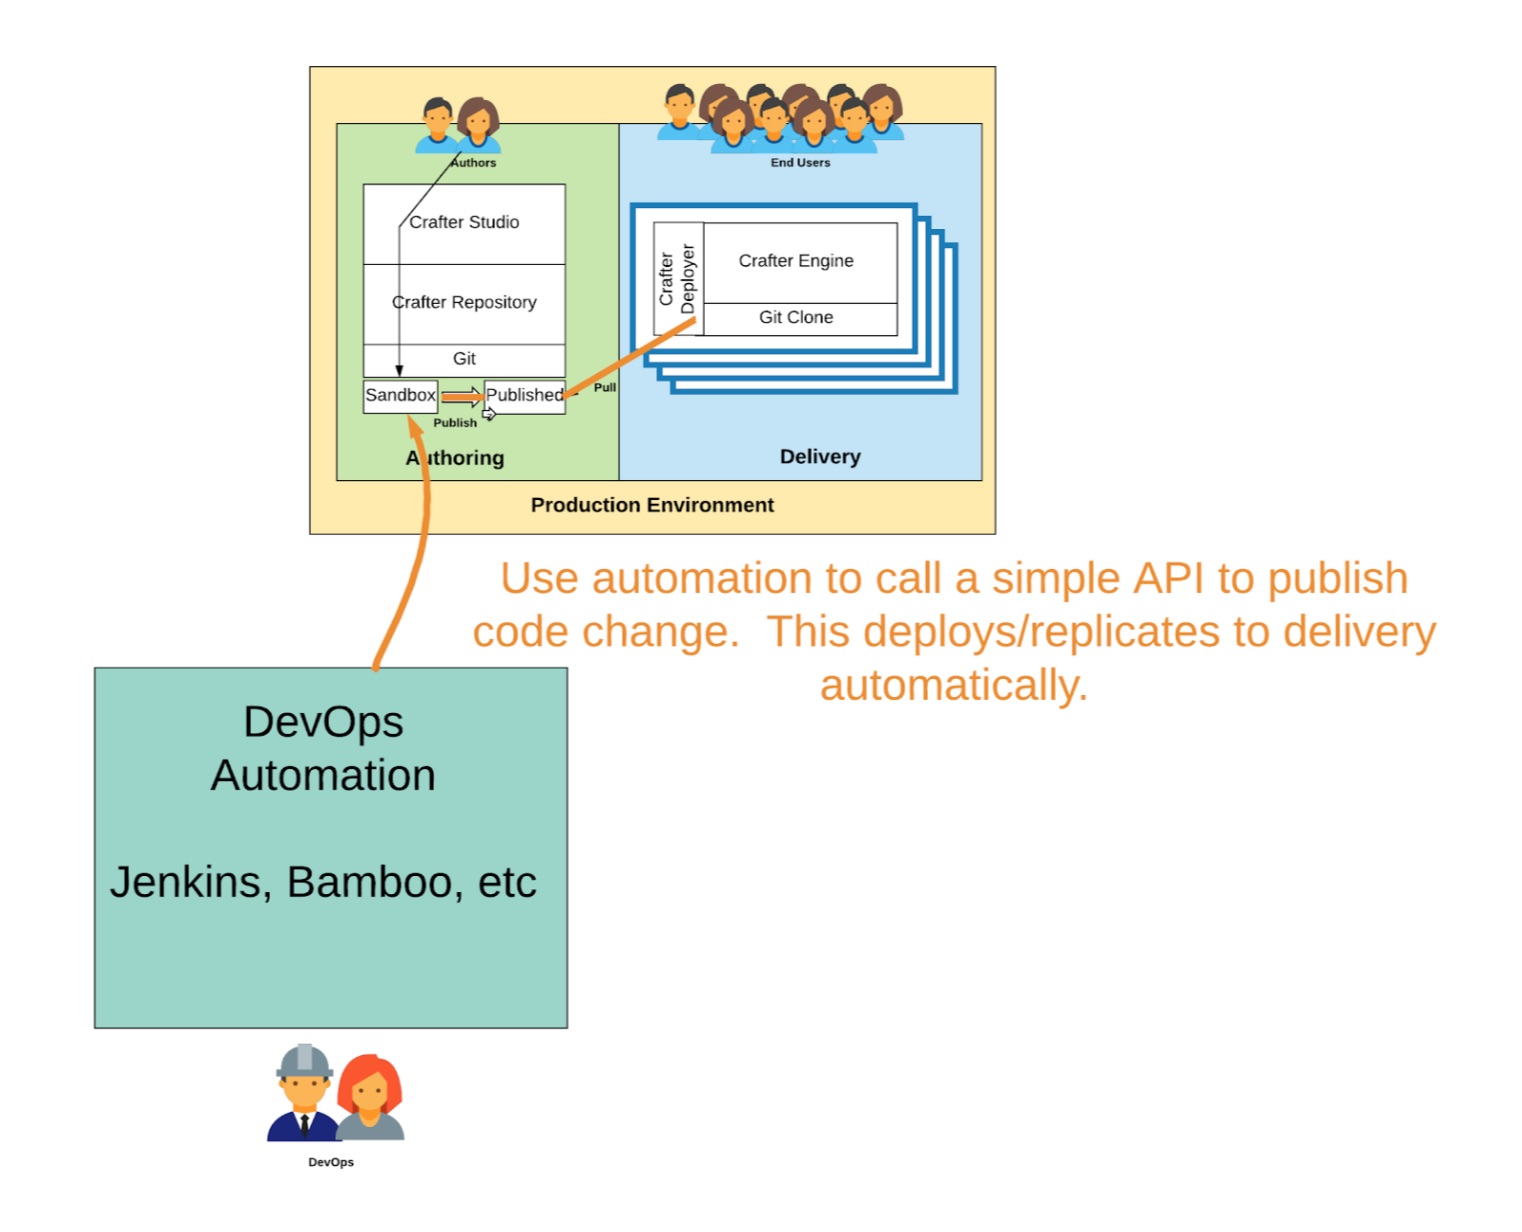 Authors
End Users
Crafter Studio
Crafter Repository
Git
Sandbox
Published
Publish
Pull
Authoring
Crafter
Deployer
Crafter Engine
Git Clone
Delivery
Production Environment
Use automation to call a simple API to publish
code change.  This deploys/replicates to delivery
automatically.
DevOps
Automation
Jenkins, Bamboo, etc
DevOps